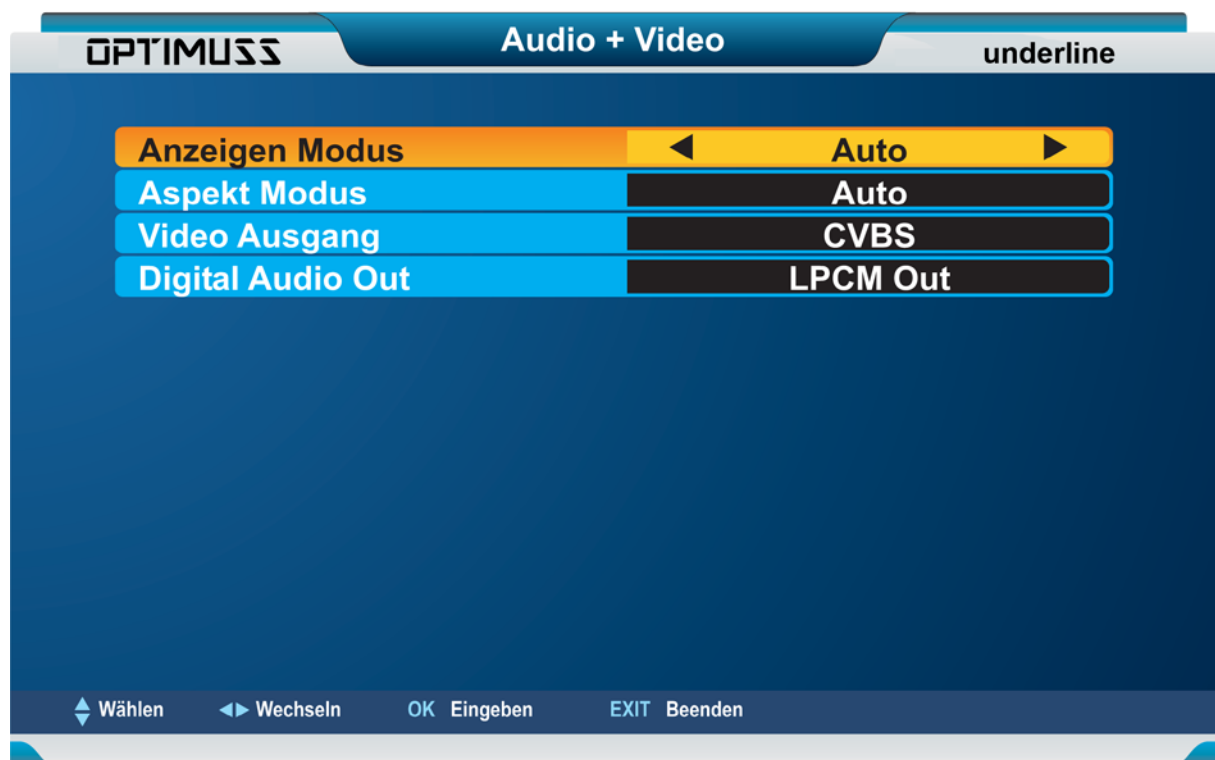 OPTIMUSS Audio + Video underline
Anzeigen Modus Auto
Aspekt Modus Auto
Video Ausgang CVBS
Digital Audio Out LPCM Out
Wählen Wechseln OK Eingeben EXIT Beenden